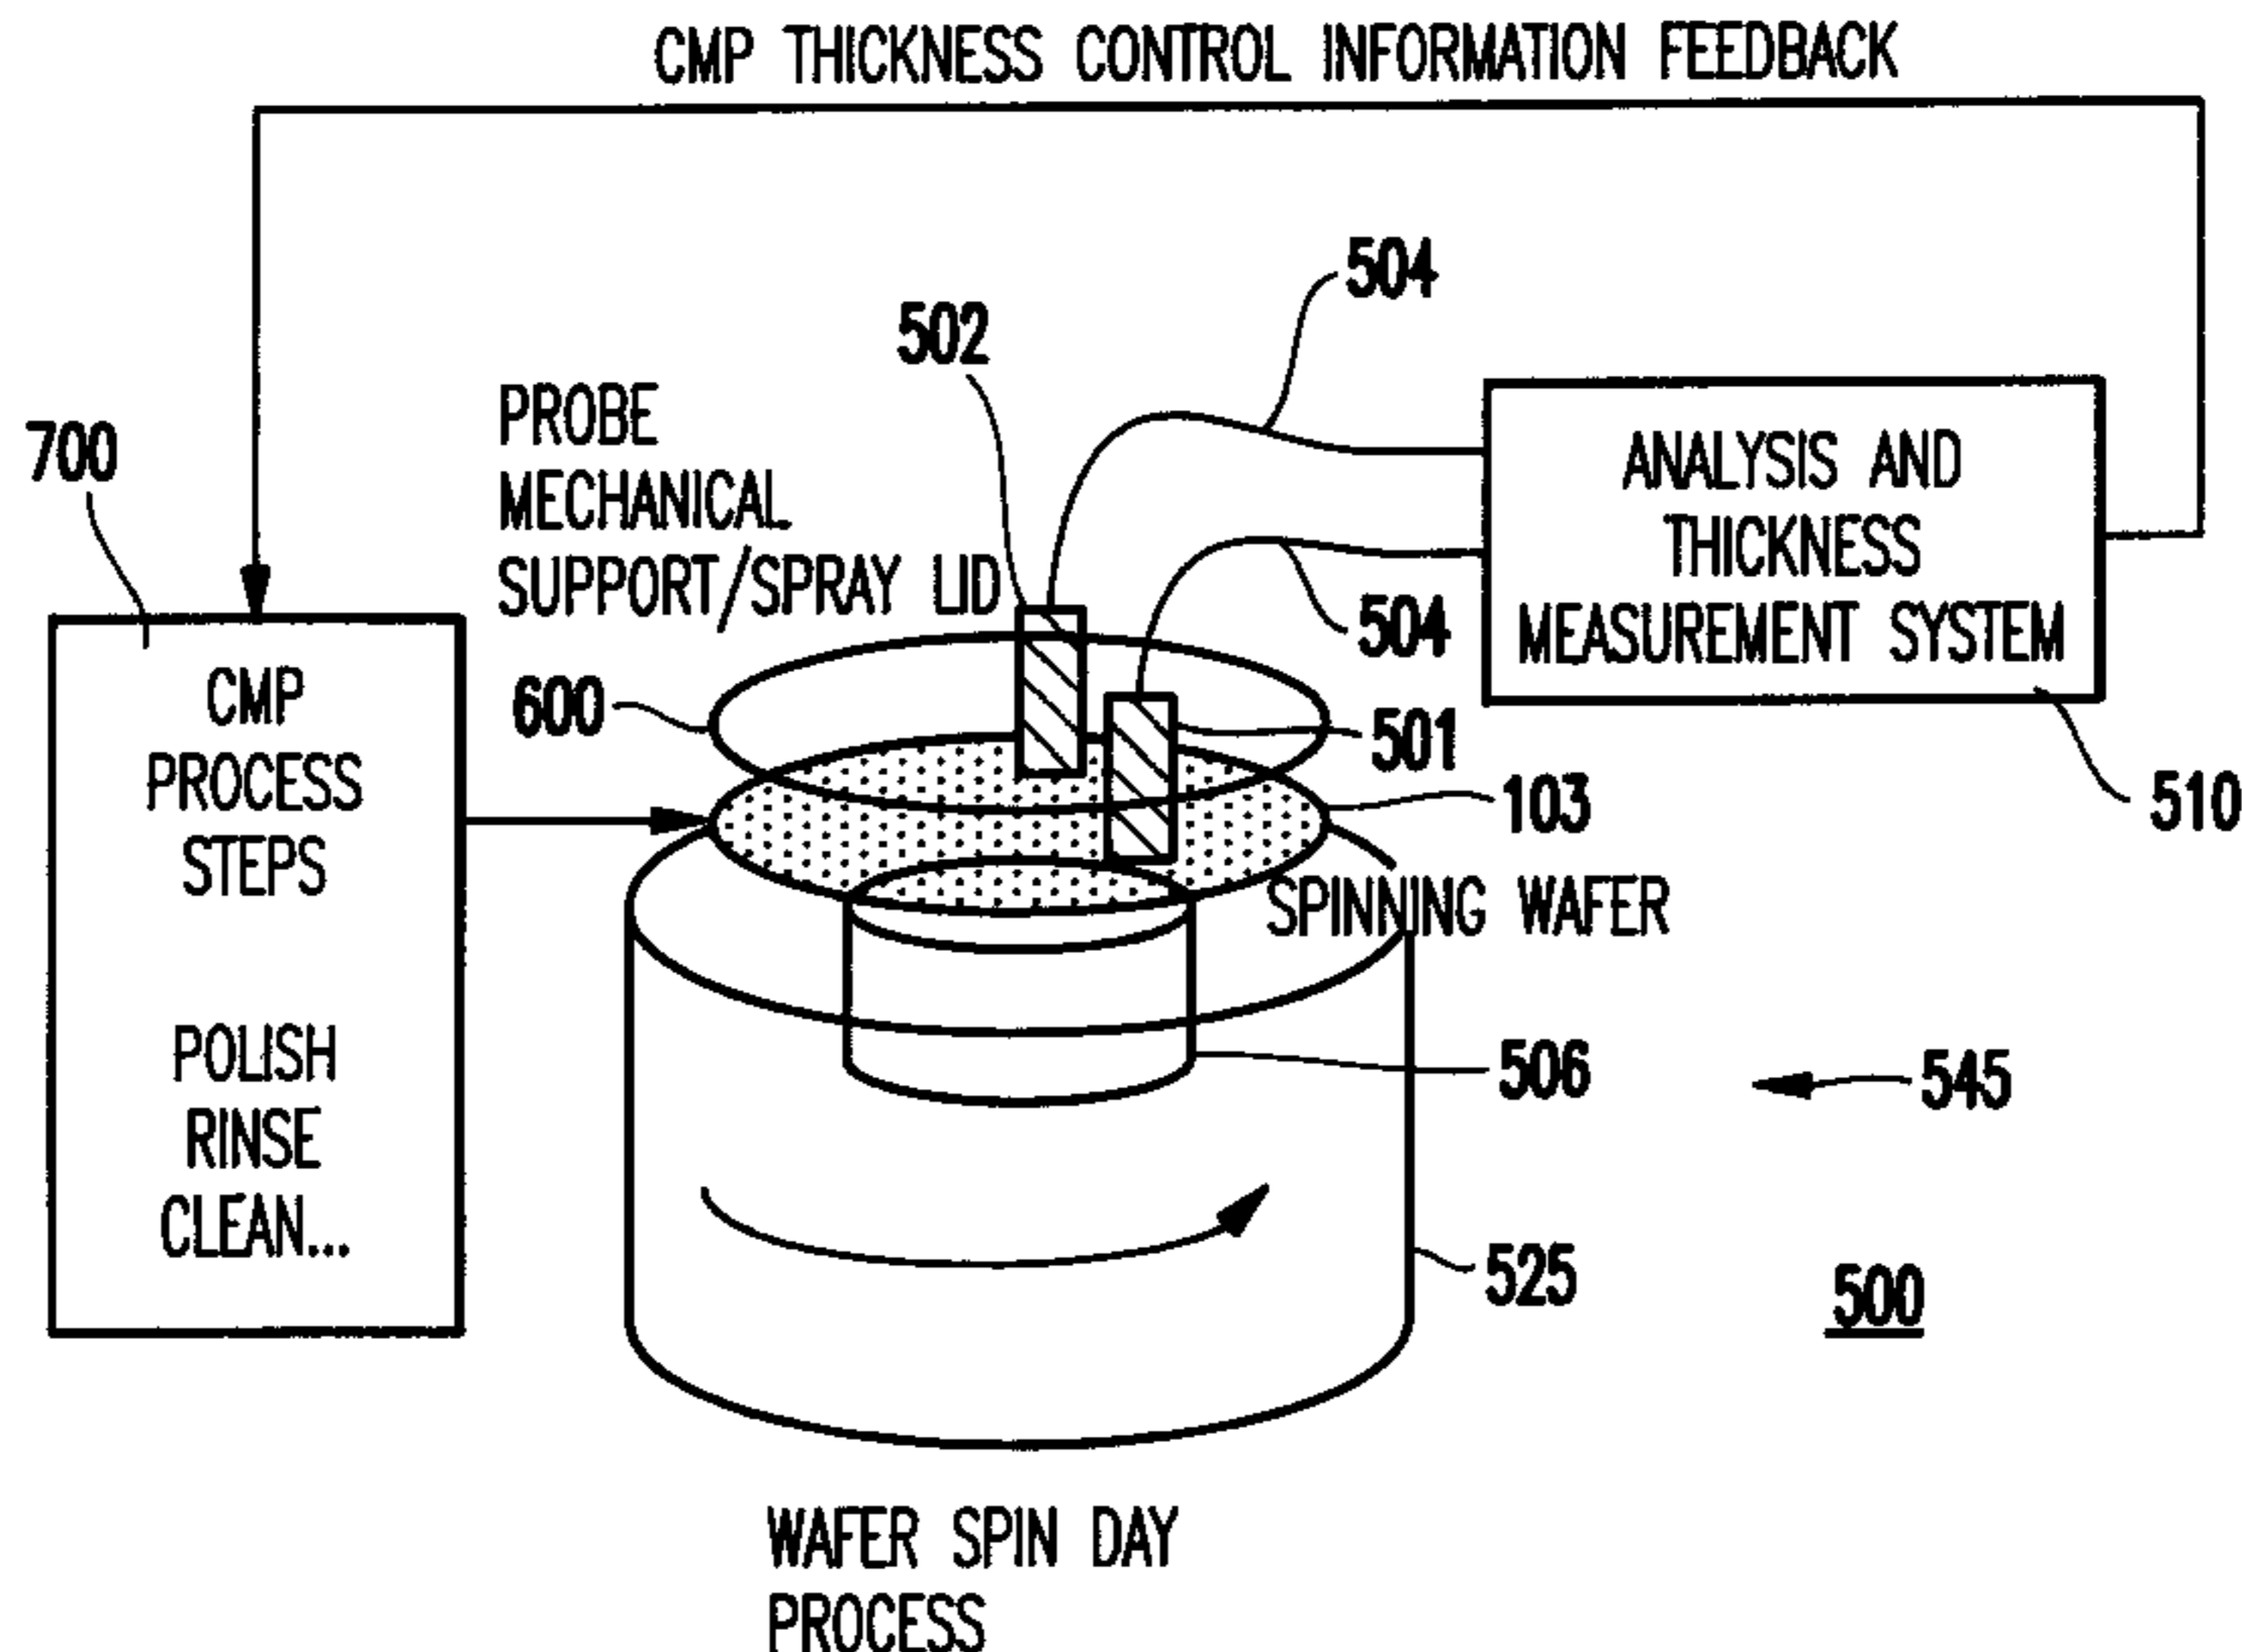 CMP THICKNESS CONTROL INFORMATION FEEDBACK
504
502
PROBE
MECHANICAL
SUPPORT/SPRAY LID
700
ANALYSIS AND
THICKNESS
MEASUREMENT SYSTEM
504
600
501
103
510
CMP
PROCESS
STEPS
POLISH
RINSE
CLEAN...
SPINNING WAFER
506
545
525
500
WAFER SPIN DAY
PROCESS